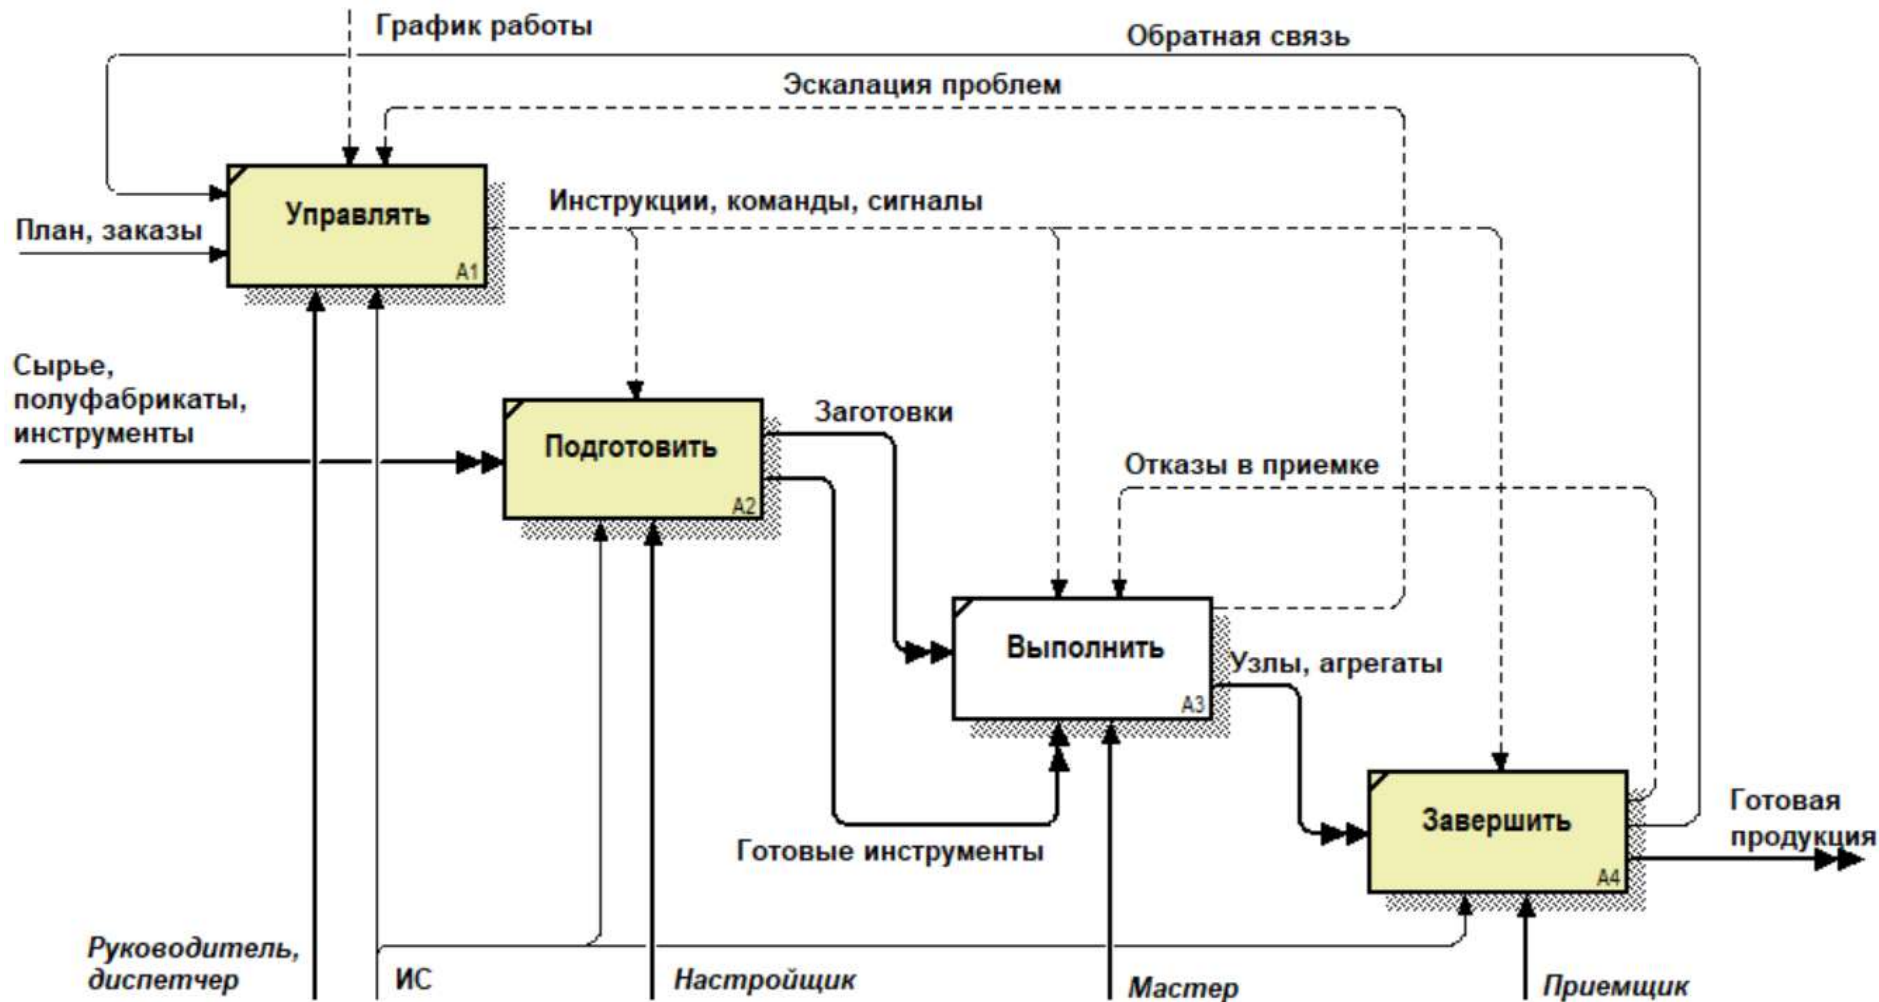 График работы
Обратная связь
Эскалация проблем
Инструкции, команды, сигналы
Управлять
План, заказы
A1
Сырье,
полуфабрикаты,
инструменты
Заготовки
Подготовить
Отказы в приемке
A2
Выполнить
Узлы, агрегаты
A3
Готовая
продукция
Завершить
Готовые инструменты
A4
Руководитель,
диспетчер
ИС
Настройщик
Мастер
Приемщик